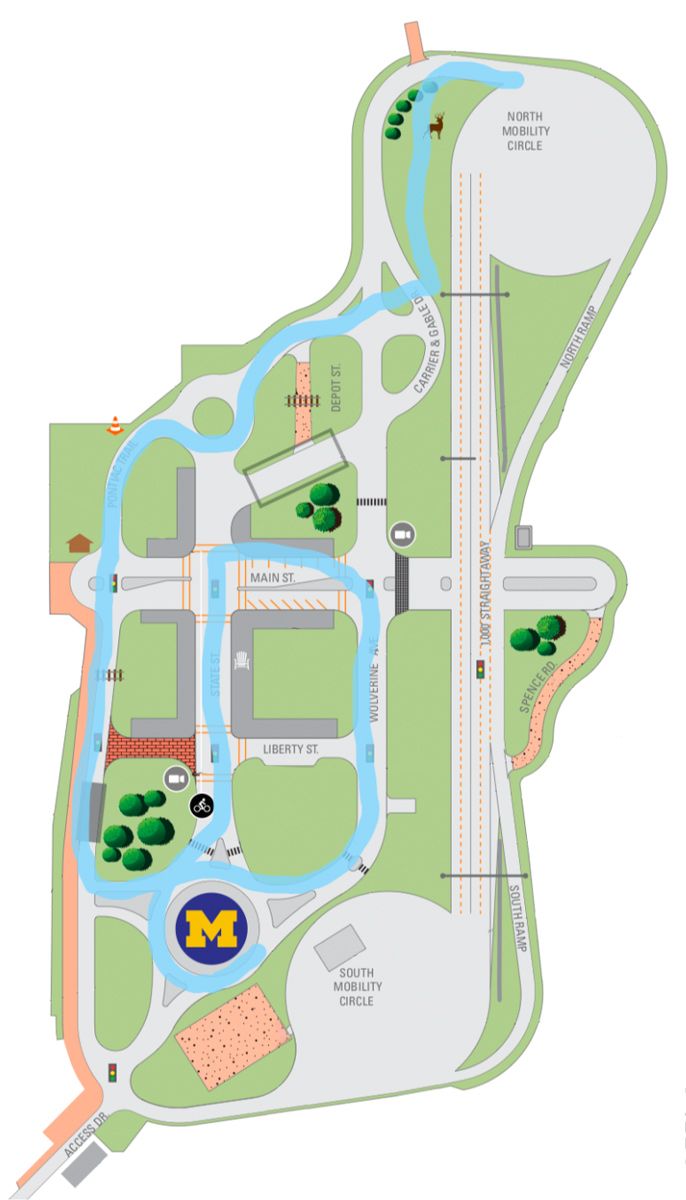 NORTH
MOBILITY
CIRCLE
NORTH RAMP
CARRIER & GABLE DR.
DEPOT ST.
PONTIAC TRAIL
MAIN ST.
1,000' STRAIGHTAWAY
STATE ST.
WOLVERINE AVE.
SPENCE RD.
LIBERTY ST.
M
SOUTH RAMP
SOUTH
MOBILITY
CIRCLE
ACCESS DR.